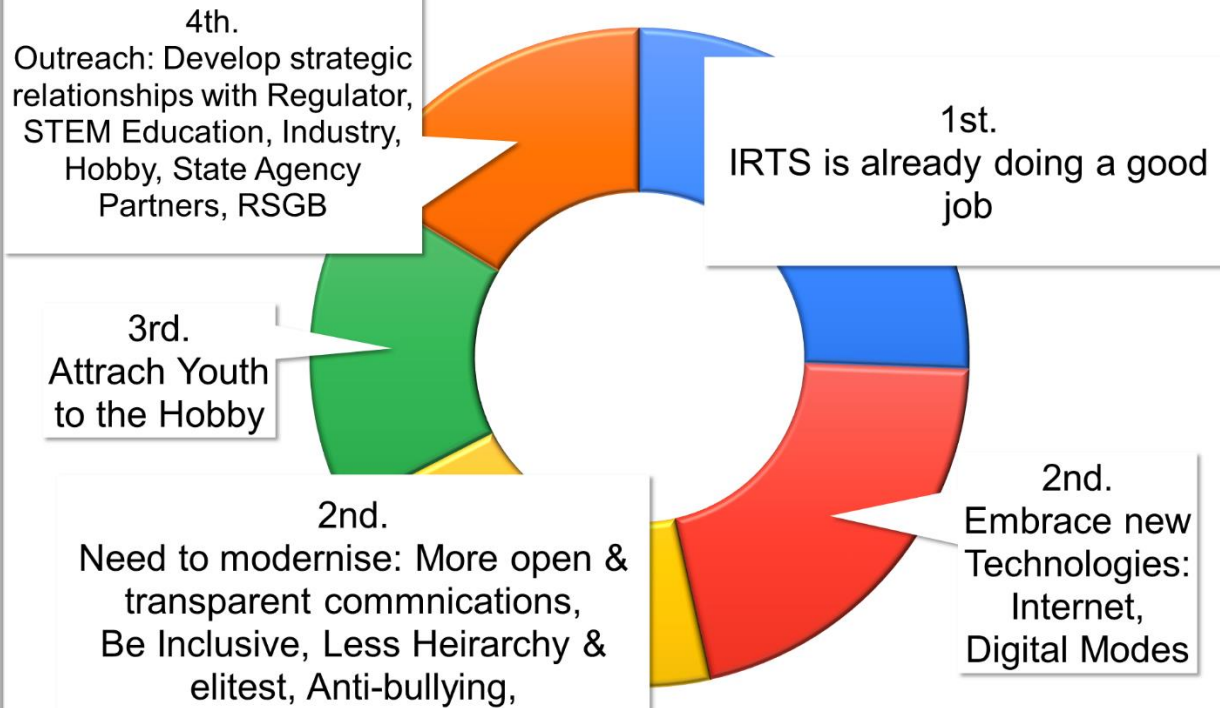 4th.
Outreach: Develop strategic
relationships with Regulator,
STEM Education, Industry,
Hobby, State Agency
Partners, RSGB
1st.
IRTS is already doing a good
job
3rd.
Attrach Youth
to the Hobby
2nd.
Need to modernise: More open &
transparent commnications,
Be Inclusive, Less Heirarchy &
elitest, Anti-bullying,
2nd.
Embrace new
Technologies:
Internet,
Digital Modes